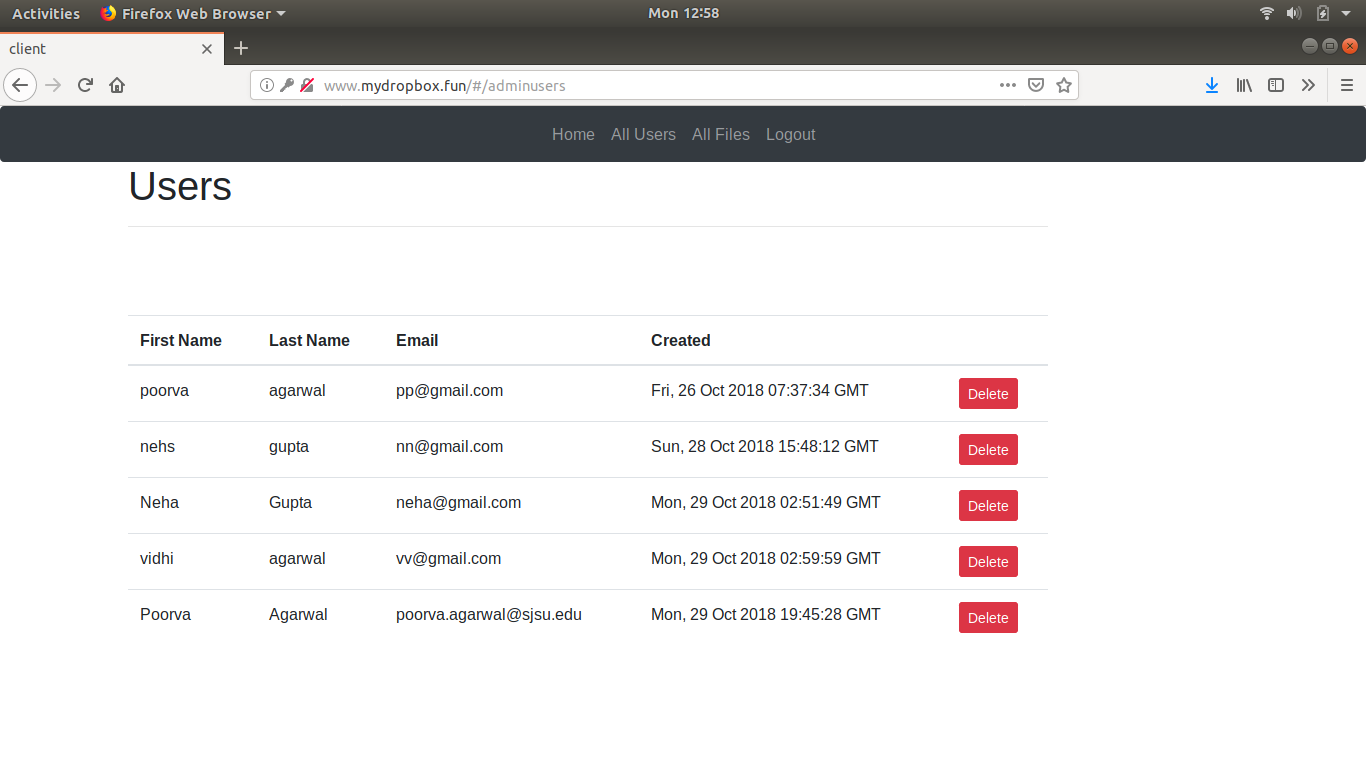 Activities Firefox Web Browser Mon 12:58
client
www.mydropbox.fun/#/adminusers
Home All Users All Files Logout
Users
First Name Last Name Email Created
poorva agarwal pp@gmail.com Fri, 26 Oct 2018 07:37:34 GMT Delete
nehs gupta nn@gmail.com Sun, 28 Oct 2018 15:48:12 GMT Delete
Neha Gupta neha@gmail.com Mon, 29 Oct 2018 02:51:49 GMT Delete
vidhi agarwal vv@gmail.com Mon, 29 Oct 2018 02:59:59 GMT Delete
Poorva Agarwal poorva.agarwal@sjsu.edu Mon, 29 Oct 2018 19:45:28 GMT Delete